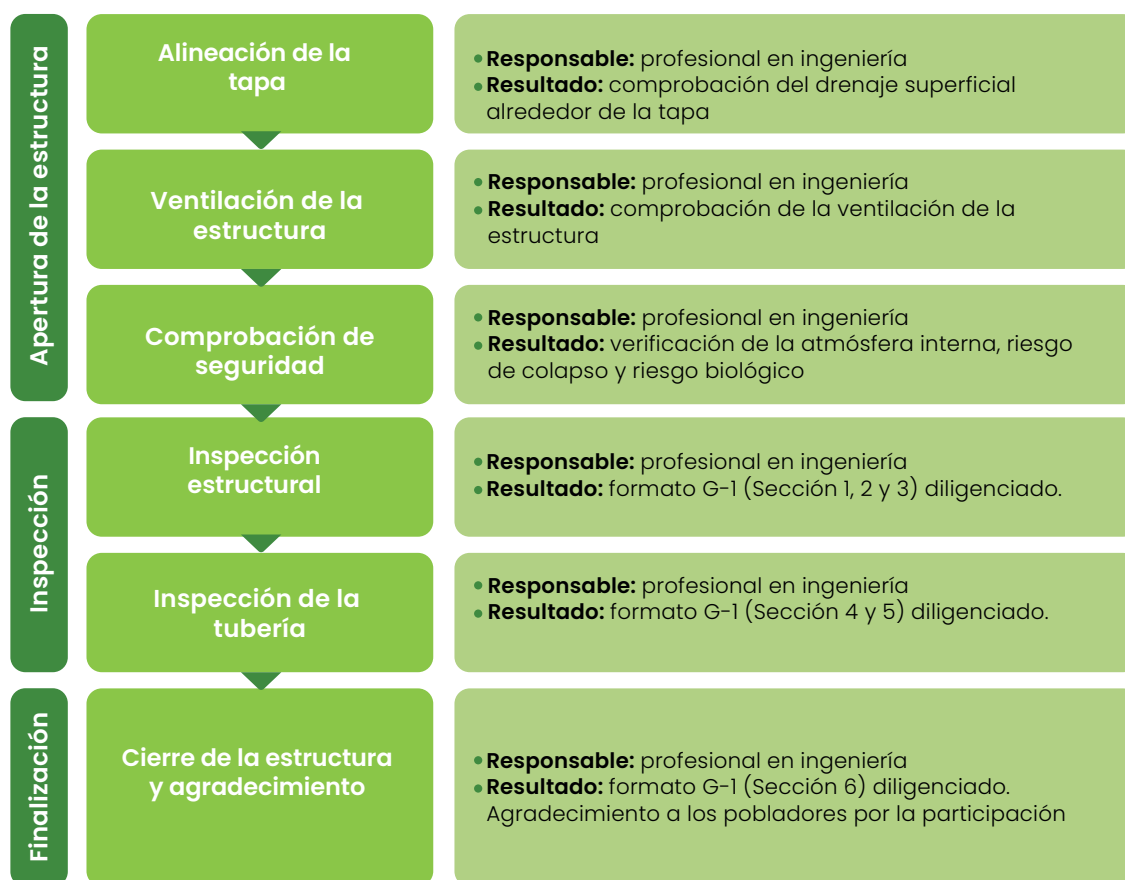 Apertura de la estructura
Alineación de la
tapa
Responsable: profesional en ingeniería
Resultado: comprobación del drenaje superficial
alrededor de la tapa
Ventilación de la
estructura
Responsable: profesional en ingeniería
Resultado: comprobación de la ventilación de la
estructura
Comprobación de
seguridad
Responsable: profesional en ingeniería
Resultado: verificación de la atmósfera interna, riesgo
de colapso y riesgo biológico
Inspección
Inspección
estructural
Responsable: profesional en ingeniería
Resultado: formato G-1 (Sección 1, 2 y 3) diligenciado.
Inspección de la
tubería
Responsable: profesional en ingeniería
Resultado: formato G-1 (Sección 4 y 5) diligenciado.
Finalización
Cierre de la estructura
y agradecimiento
Responsable: profesional en ingeniería
Resultado: formato G-1 (Sección 6) diligenciado.
Agradecimiento a los pobladores por la participación